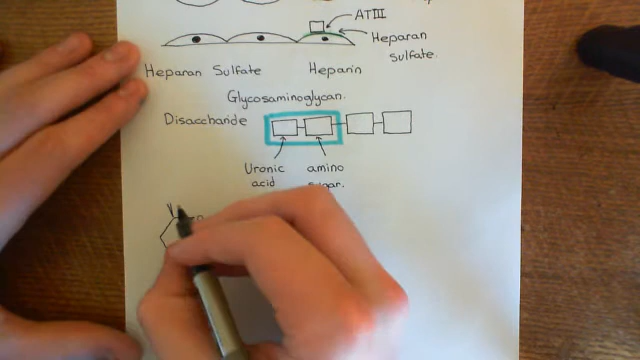 ATIII
Heparan
Sulfate.
Heparan Sulfate Heparin
Glycosaminoglycan.
Disaccharide
Uronic
acid
amino
sugar.